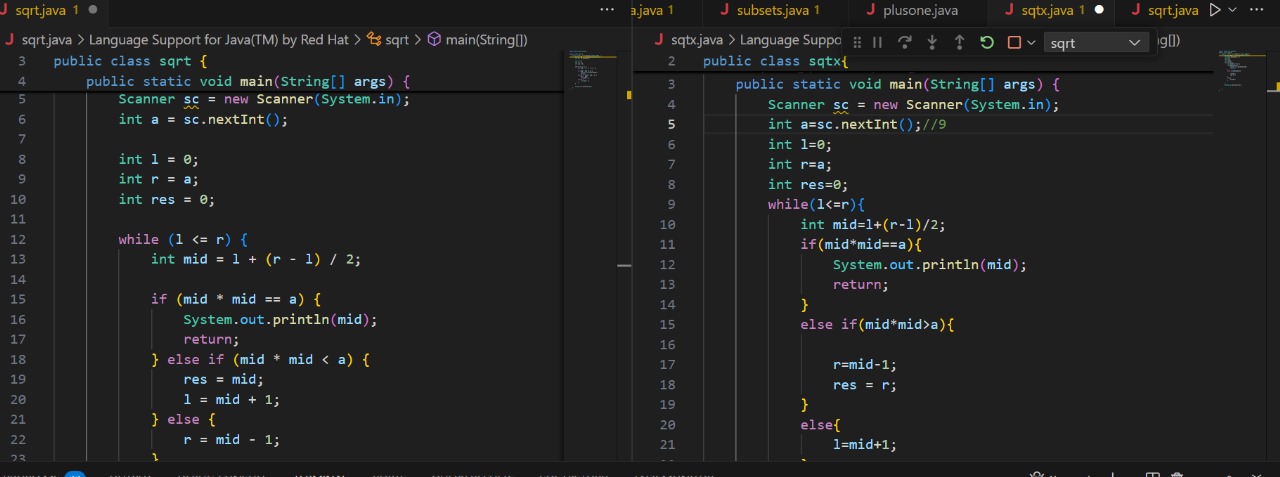 sqrt.java 1
sqrt.java > Language Support for Java(TM) by Red Hat > sqrt > main(String[])
3 public class sqrt {
4 public static void main(String[] args) {
5 Scanner sc = new Scanner(System.in);
6 int a = sc.nextInt();
7
8 int l = 0;
9 int r = a;
10 int res = 0;
11
12 while (l <= r) {
13 int mid = l + (r - l) / 2;
14
15 if (mid * mid == a) {
16 System.out.println(mid);
17 return;
18 } else if (mid * mid < a) {
19 res = mid;
20 l = mid + 1;
21 } else {
22 r = mid - 1;
23 }
a.java 1 subsets.java 1 plusone.java sqtx.java 1 sqrt.java
sqtx.java > Language Suppo sqrt ng[])
2 public class sqtx{
3 public static void main(String[] args) {
4 Scanner sc = new Scanner(System.in);
5 int a=sc.nextInt();//9
6 int l=0;
7 int r=a;
8 int res=0;
9 while(l<=r){
10 int mid=l+(r-l)/2;
11 if(mid*mid==a){
12 System.out.println(mid);
13 return;
14 }
15 else if(mid*mid>a){
16
17 r=mid-1;
18 res = r;
19 }
20 else{
21 l=mid+1;